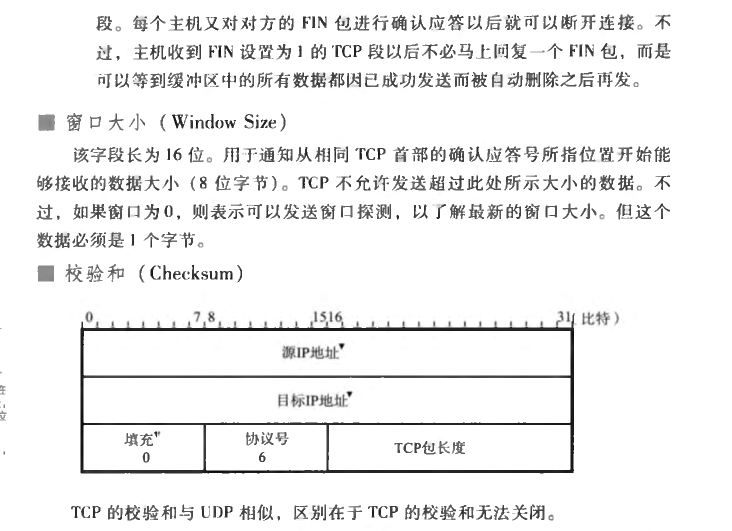 段。每个主机又对对方的 FIN 包进行确认应答以后就可以断开连接。不
过，主机收到 FIN 设置为 1 的 TCP 段以后不必马上回复一个 FIN 包，而是
可以等到缓冲区中的所有数据都因已成功发送而被自动删除之后再发。
■ 窗口大小（Window Size）
该字段长为 16 位。用于通知从相同 TCP 首部的确认应答号所指位置开始能
够接收的数据大小（8 位字节）。TCP 不允许发送超过此处所示大小的数据。不
过，如果窗口为 0，则表示可以发送窗口探测，以了解最新的窗口大小。但这个
数据必须是 1 个字节。
■ 校验和（Checksum）
0 7 8 15 16 31（比特）
源IP地址▼
目标IP地址▼
填充▼ 协议号
0 6 TCP包长度
TCP 的校验和与 UDP 相似，区别在于 TCP 的校验和无法关闭。